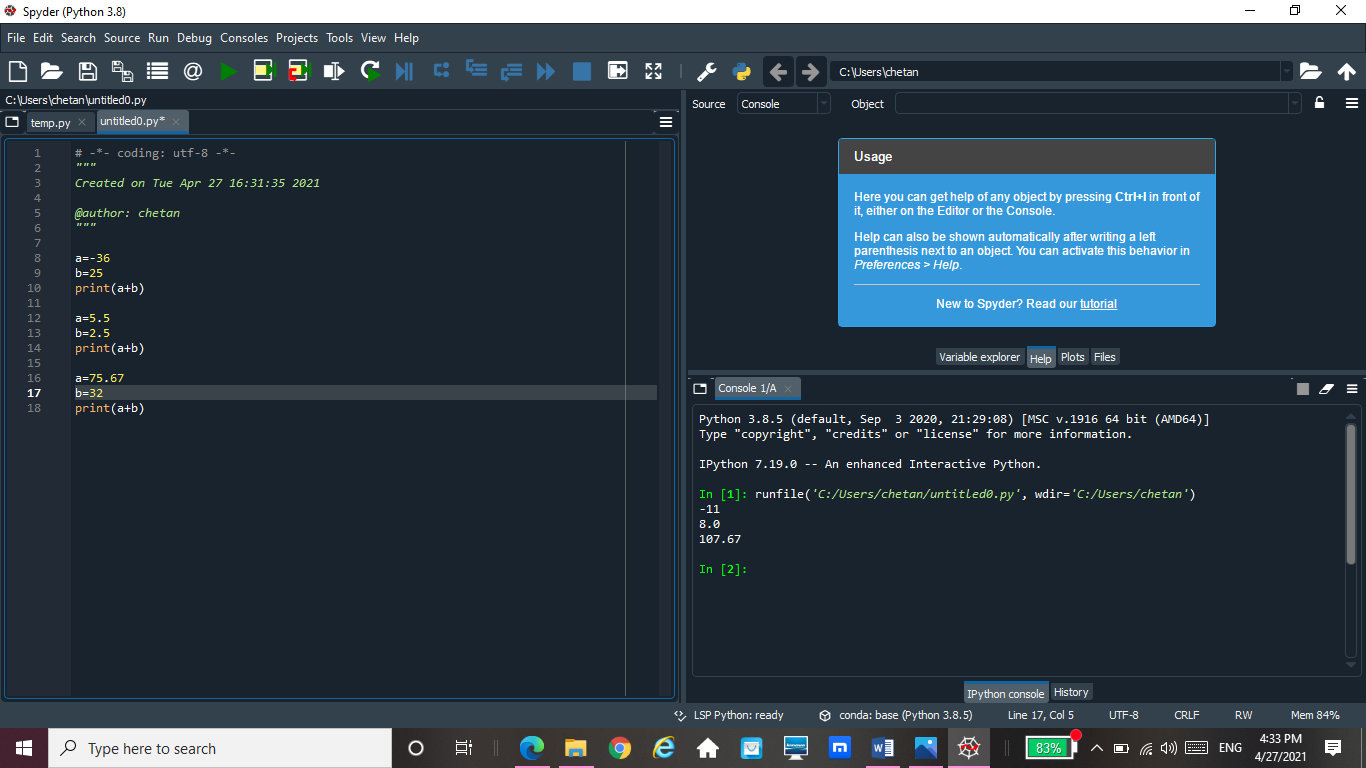 Spyder (Python 3.8)
File Edit Search Source Run Debug Consoles Projects Tools View Help
C:\Users\chetan
C:\Users\chetan\untitled0.py
temp.py
untitled0.py*
1 # -*- coding: utf-8 -*-
2 """
3 Created on Tue Apr 27 16:31:35 2021
4
5 @author: chetan
6 """
7
8 a=-36
9 b=25
10 print(a+b)
11
12 a=5.5
13 b=2.5
14 print(a+b)
15
16 a=75.67
17 b=32
18 print(a+b)
Source Console Object
Usage
Here you can get help of any object by pressing Ctrl+I in front of
it, either on the Editor or the Console.
Help can also be shown automatically after writing a left
parenthesis next to an object. You can activate this behavior in
Preferences > Help.
New to Spyder? Read our tutorial
Variable explorer Help Plots Files
Console 1/A
Python 3.8.5 (default, Sep  3 2020, 21:29:08) [MSC v.1916 64 bit (AMD64)]
Type "copyright", "credits" or "license" for more information.
IPython 7.19.0 -- An enhanced Interactive Python.
In [1]: runfile('C:/Users/chetan/untitled0.py', wdir='C:/Users/chetan')
-11
8.0
107.67
In [2]:
IPython console History
LSP Python: ready conda: base (Python 3.8.5) Line 17, Col 5 UTF-8 CRLF RW Mem 84%
Type here to search
83%
ENG
4:33 PM
4/27/2021